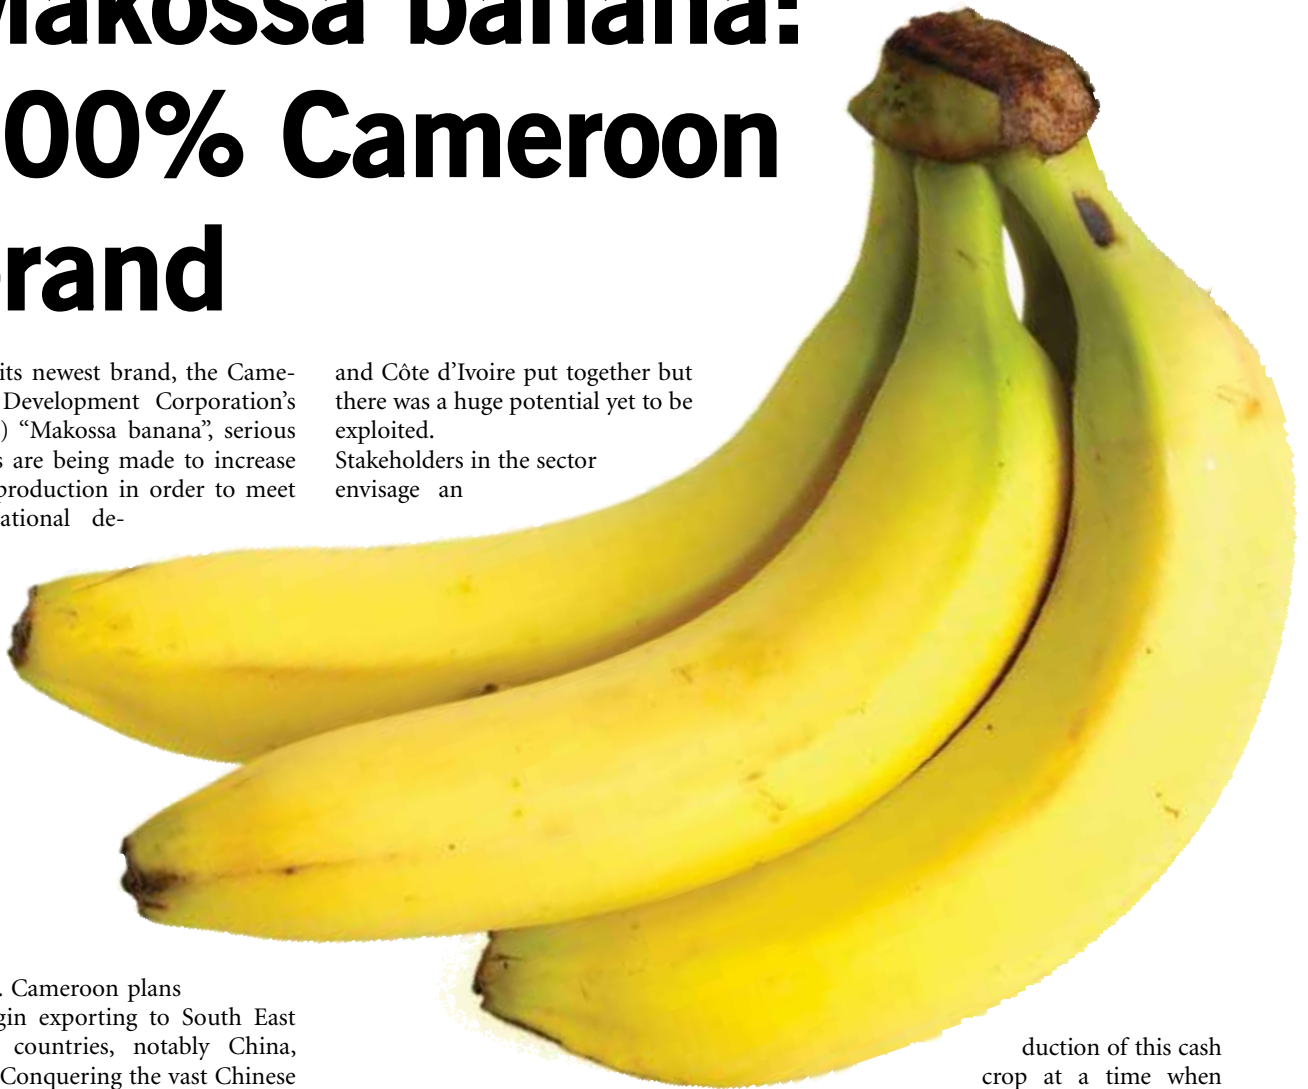 Makossa banana:
00% Cameroon
rand
its newest brand, the Came-
Development Corporation's
) “Makossa banana”, serious
s are being made to increase
production in order to meet
ational de-
. Cameroon plans
gin exporting to South East
countries, notably China,
Conquering the vast Chinese
and Côte d’Ivoire put together but
there was a huge potential yet to be
exploited.
Stakeholders in the sector
envisage an
duction of this cash
crop at a time when